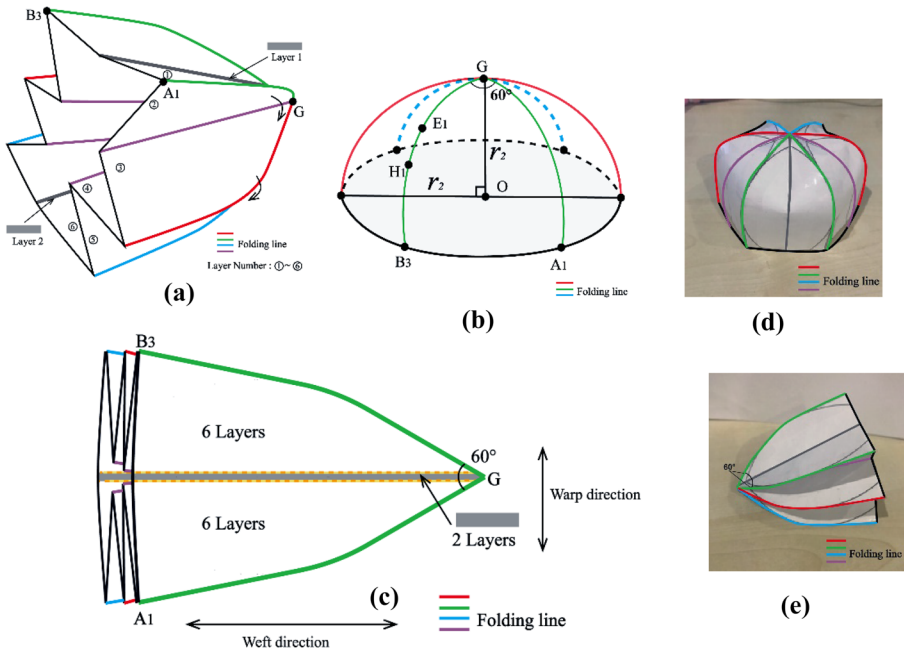 B3
Layer 1
①
A1
②
G
③
④
Layer 2
⑥
⑤
Folding line
Layer Number : ①~⑥
(a)
G
60°
E1
H1
r2
r2
O
B3
A1
Folding line
(b)
Folding line
(d)
B3
6 Layers
60°
G
Warp direction
6 Layers
2 Layers
A1
(c)
Folding line
Weft direction
60°
Folding line
(e)